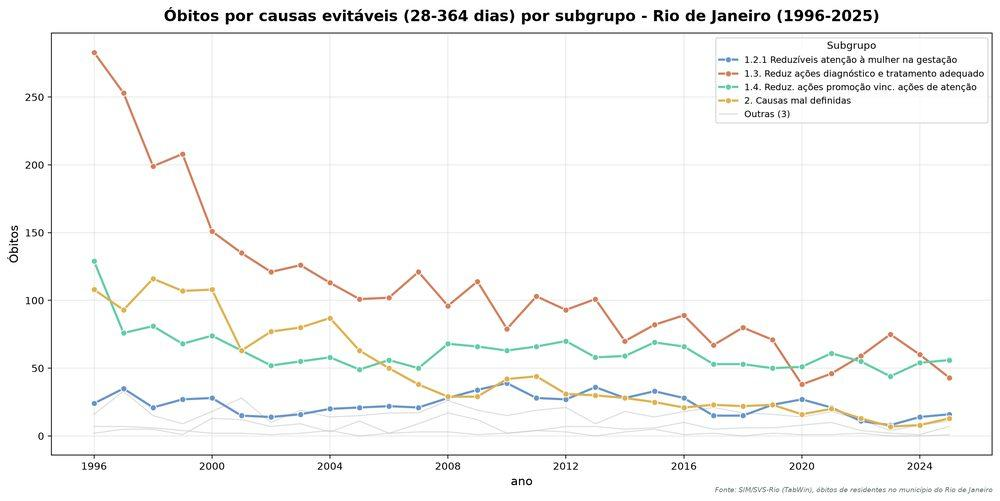 Óbitos por causas evitáveis (28-364 dias) por subgrupo - Rio de Janeiro (1996-2025)
Subgrupo
1.2.1 Reduzíveis atenção à mulher na gestação
1.3. Reduz ações diagnóstico e tratamento adequado
1.4. Reduz. ações promoção vinc. ações de atenção
2. Causas mal definidas
Outras (3)
Óbitos
250
200
150
100
50
0
1996 2000 2004 2008 2012 2016 2020 2024
ano
Fonte: SIM/SVS-Rio (TabWin), óbitos de residentes no município do Rio de Janeiro